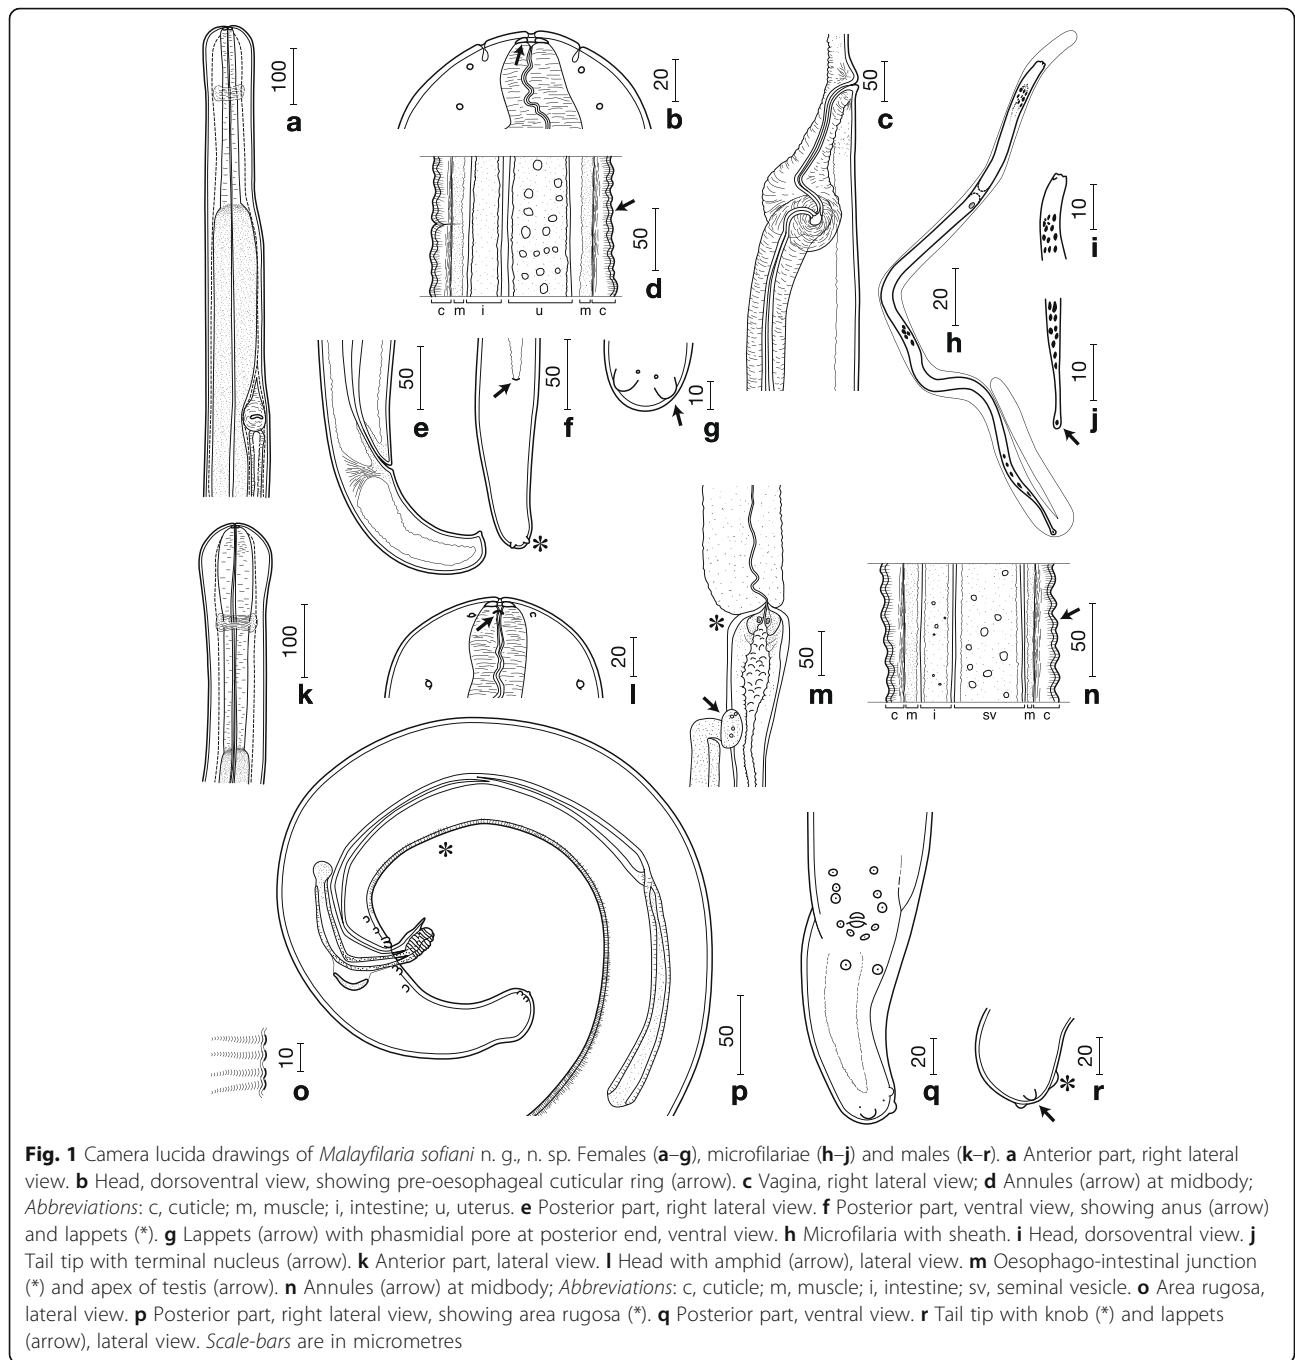 100
a
20
b
50
c
50
d
c m i u m c
50
e
50
f
10
g
20
h
10
i
10
j
*
100
k
20
l
*
50
m
50
n
c m i sv m c
*
10
o
50
p
20
q
*
20
r
Fig. 1 Camera lucida drawings of Malayfilaria sofiani n. g., n. sp. Females (a–g), microfilariae (h–j) and males (k–r). a Anterior part, right lateral
view. b Head, dorsoventral view, showing pre-oesophageal cuticular ring (arrow). c Vagina, right lateral view; d Annules (arrow) at midbody;
Abbreviations: c, cuticle; m, muscle; i, intestine; u, uterus. e Posterior part, right lateral view. f Posterior part, ventral view, showing anus (arrow)
and lappets (*). g Lappets (arrow) with phasmidial pore at posterior end, ventral view. h Microfilaria with sheath. i Head, dorsoventral view. j
Tail tip with terminal nucleus (arrow). k Anterior part, lateral view. l Head with amphid (arrow), lateral view. m Oesophago-intestinal junction
(*) and apex of testis (arrow). n Annules (arrow) at midbody; Abbreviations: c, cuticle; m, muscle; i, intestine; sv, seminal vesicle. o Area rugosa,
lateral view. p Posterior part, right lateral view, showing area rugosa (*). q Posterior part, ventral view. r Tail tip with knob (*) and lappets
(arrow), lateral view. Scale-bars are in micrometres